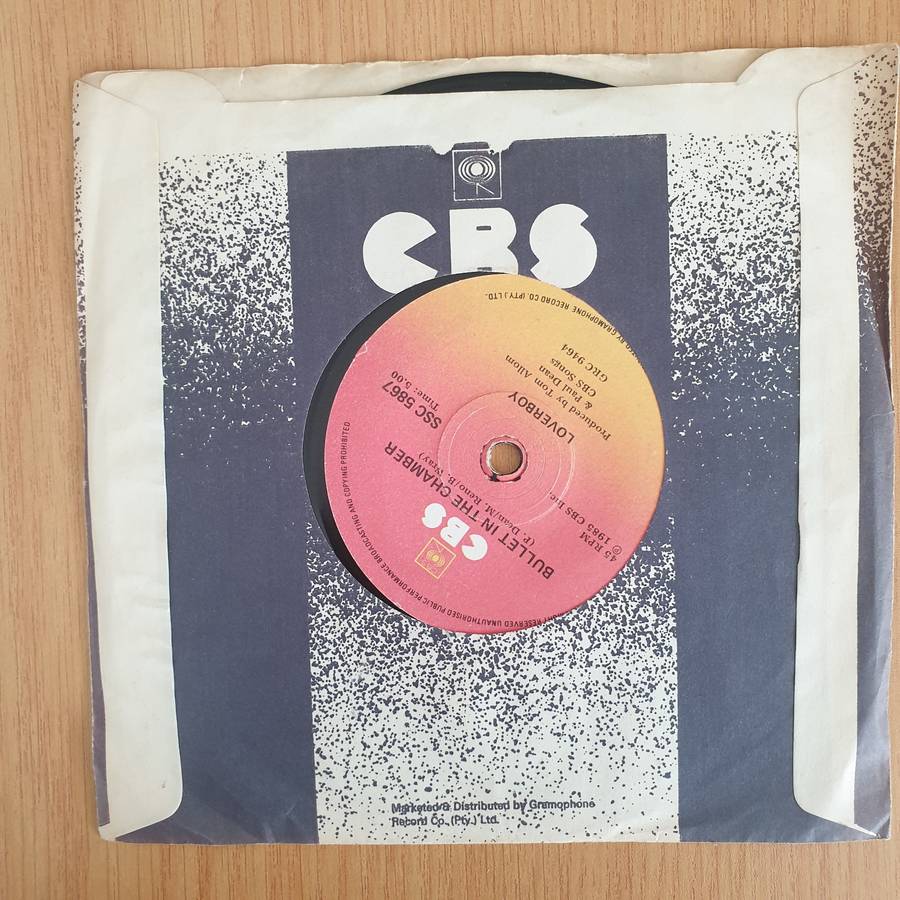 CBS
CBS
BULLET IN THE CHAMBER
(P. Dean/M. Reno/B. Wray)
SSC 5867
Time: 5.00
45 RPM
℗ 1985 CBS Inc.
LOVERBOY
Produced by Tom Allom
& Paul Dean
CBS Songs
GRC 9464
BY GRAMOPHONE RECORD CO. (PTY.) LTD.
RESERVED UNAUTHORISED PUBLIC PERFORMANCE BROADCASTING AND COPYING PROHIBITED
Marketed & Distributed by Gramophone
Record Co. (Pty.) Ltd.